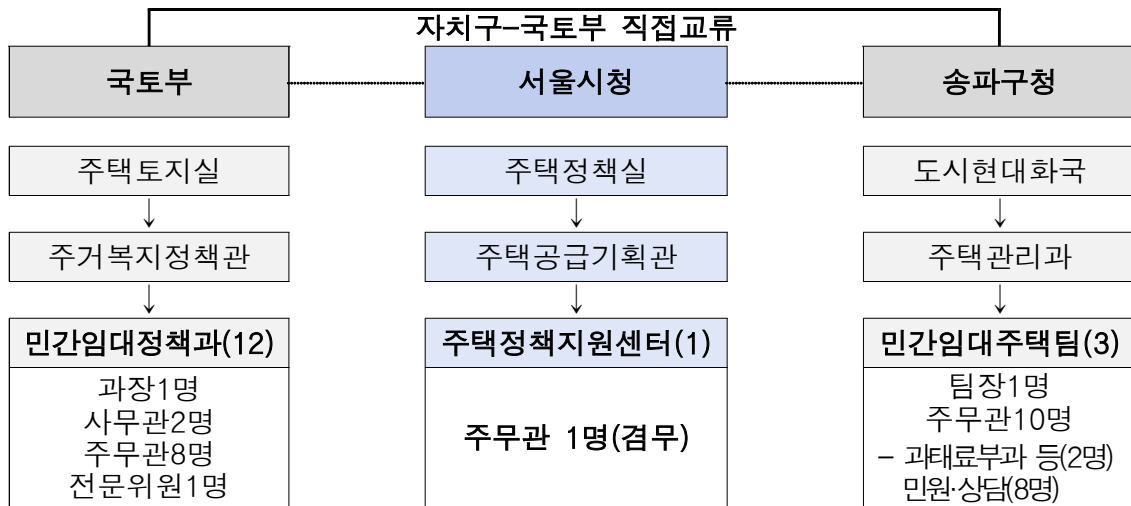 자치구-국토부 직접교류
국토부
서울시청
송파구청
주택토지실
주택정책실
도시현대화국
↓
↓
↓
주거복지정책관
주택공급기획관
주택관리과
↓
↓
↓
민간임대정책과(12)
주택정책지원센터(1)
민간임대주택팀(3)
과장1명
사무관2명
주무관8명
전문위원1명
주무관 1명(겸무)
팀장1명
주무관10명
- 과태료부과 등(2명)
민원·상담(8명)